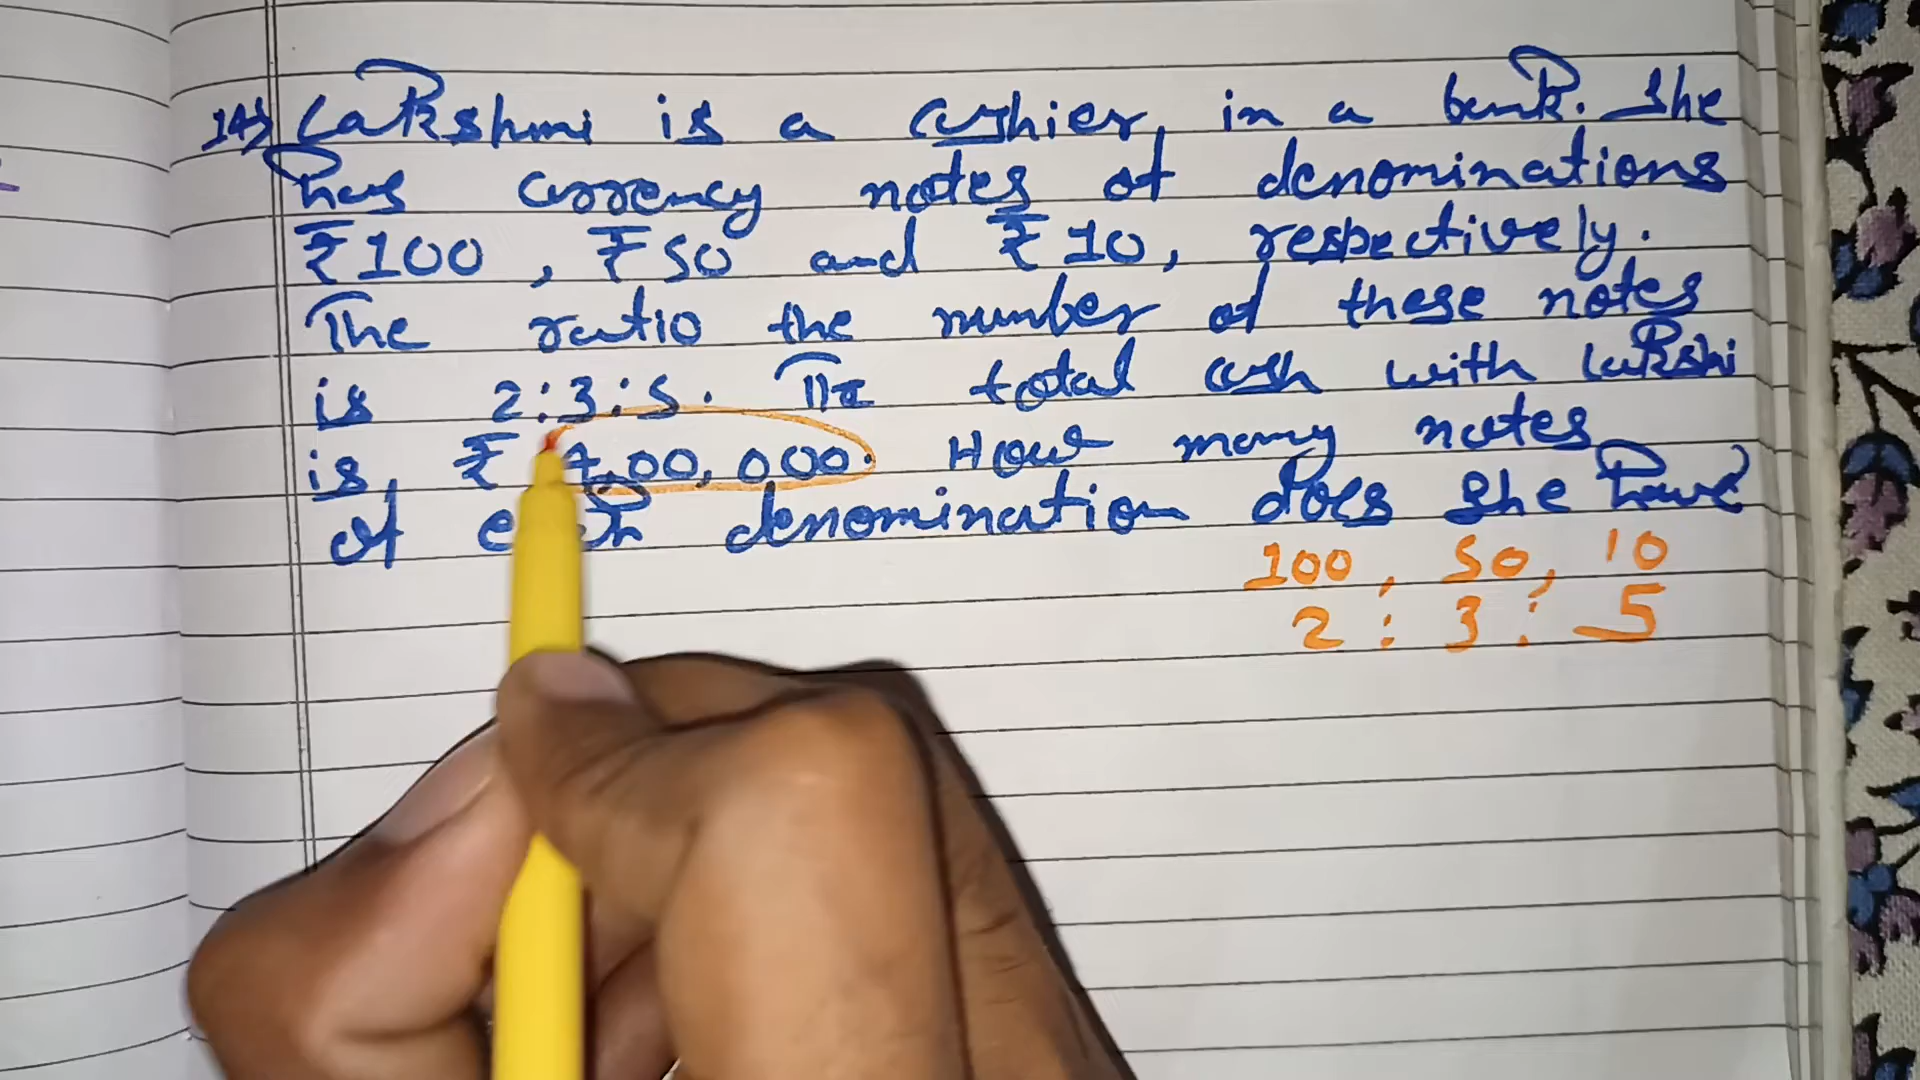 14) Lakshmi is a cashier, in a bank. She
has currency notes of denominations
₹100, ₹50 and ₹10, respectively.
The ratio the number of these notes
is 2:3:5. The total cash with Lakshi
is, ₹ 4,00,000. How many notes
of each denomination does she have?
100, 50, 10
2 : 3 : 5